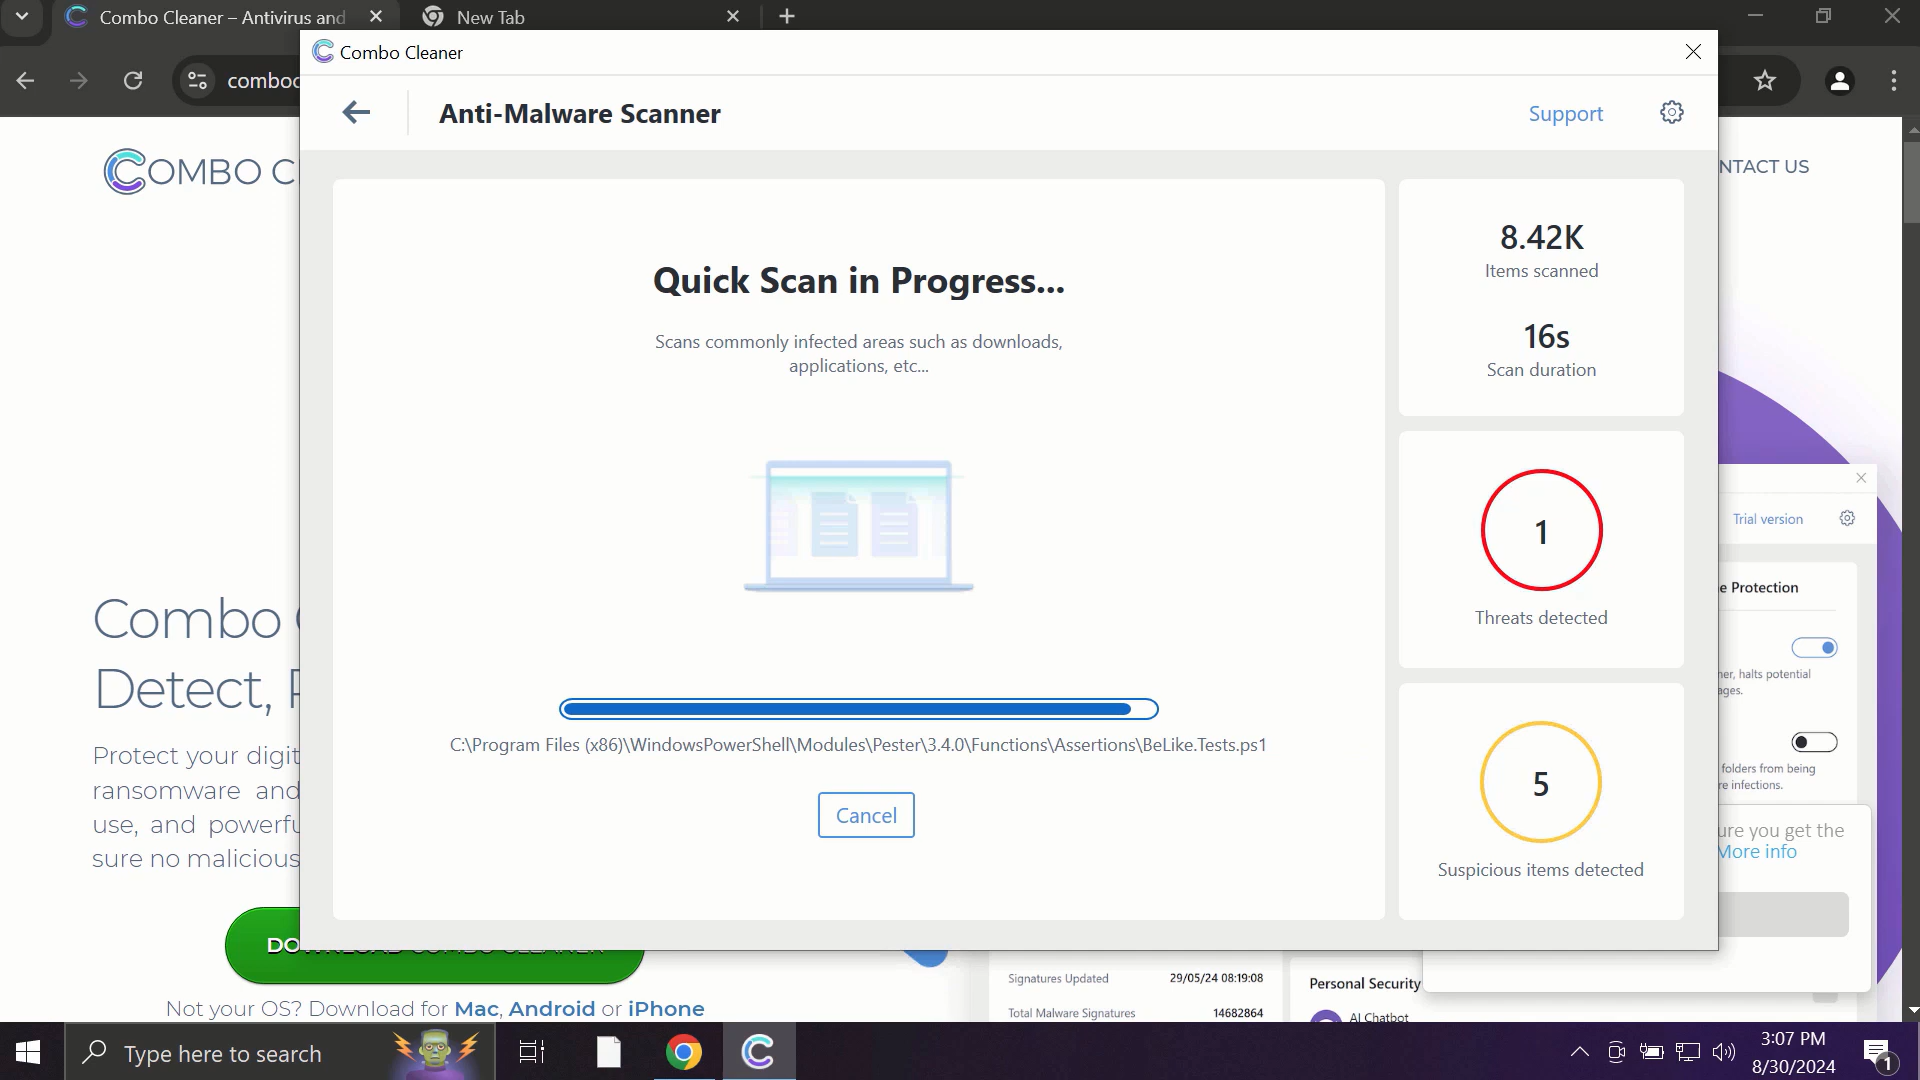 Combo Cleaner – Antivirus and
New Tab
comboc
Combo Cleaner
Anti-Malware Scanner
Support
COMBO C
NTACT US
Quick Scan in Progress...
Scans commonly infected areas such as downloads,
applications, etc...
8.42K
Items scanned
16s
Scan duration
1
Threats detected
5
Suspicious items detected
C:\Program Files (x86)\WindowsPowerShell\Modules\Pester\3.4.0\Functions\Assertions\BeLike.Tests.ps1
Cancel
Trial version
e Protection
ner, halts potential
ages.
folders from being
re infections.
ure you get the
More info
Combo
Detect,
Protect your digit
ransomware and
use, and powerfu
sure no malicious
DOWNLOAD COMBO CLEANER
Not your OS? Download for Mac, Android or iPhone
Signatures Updated 29/05/24 08:19:08
Total Malware Signatures 14682864
Personal Security
AI Chatbot
Type here to search
3:07 PM
8/30/2024
1